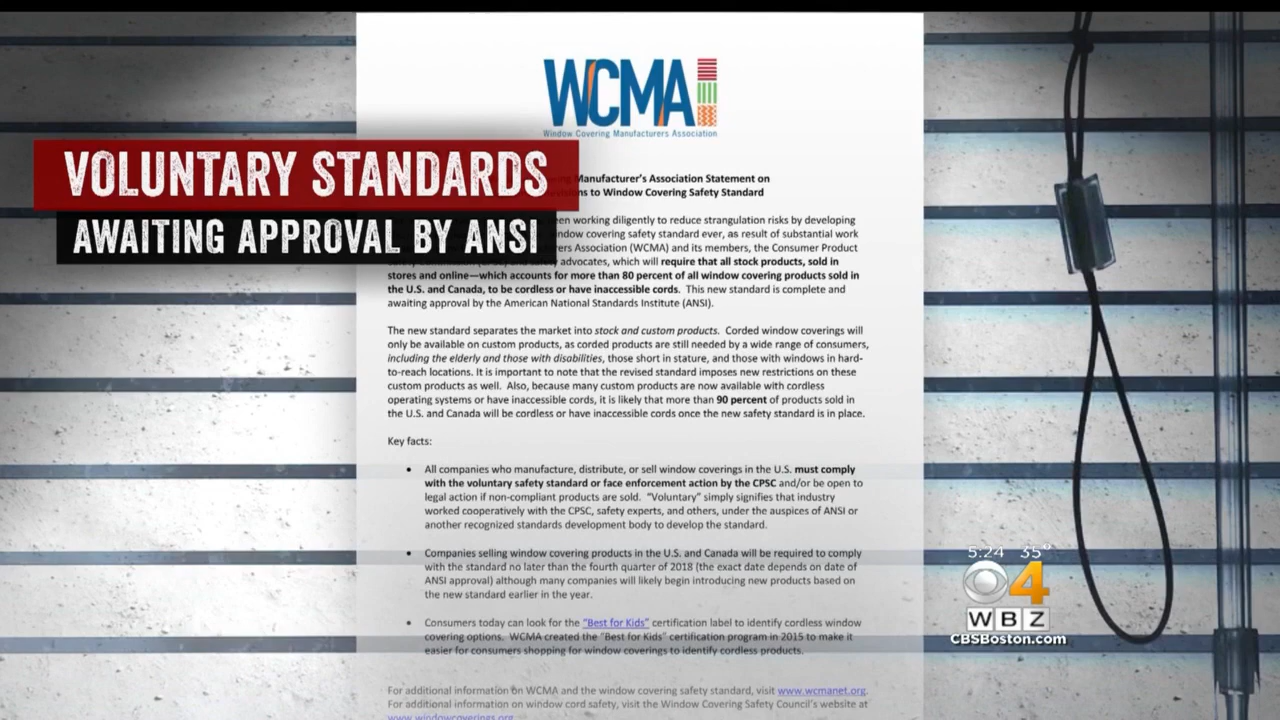 WCMA
Window Covering Manufacturers Association
VOLUNTARY STANDARDS
AWAITING APPROVAL BY ANSI
Manufacturer's Association Statement on
to Window Covering Safety Standard
working diligently to reduce strangulation risks by developing
window covering safety standard ever, as result of substantial work
Association (WCMA) and its members, the Consumer Product
advocates, which will require that all stock products, sold in
stores and online—which accounts for more than 80 percent of all window covering products sold in
the U.S. and Canada, to be cordless or have inaccessible cords. This new standard is complete and
awaiting approval by the American National Standards Institute (ANSI).
The new standard separates the market into stock and custom products. Corded window coverings will
only be available on custom products, as corded products are still needed by a wide range of consumers,
including the elderly and those with disabilities, those short in stature, and those with windows in hard-
to-reach locations. It is important to note that the revised standard imposes new restrictions on these
custom products as well. Also, because many custom products are now available with cordless
operating systems or have inaccessible cords, it is likely that more than 90 percent of products sold in
the U.S. and Canada will be cordless or have inaccessible cords once the new safety standard is in place.
Key facts:
• All companies who manufacture, distribute, or sell window coverings in the U.S. must comply
with the voluntary safety standard or face enforcement action by the CPSC and/or be open to
legal action if non-compliant products are sold. "Voluntary" simply signifies that industry
worked cooperatively with the CPSC, safety experts, and others, under the auspices of ANSI or
another recognized standards development body to develop the standard.
• Companies selling window covering products in the U.S. and Canada will be required to comply
with the standard no later than the fourth quarter of 2018 (the exact date depends on date of
ANSI approval) although many companies will likely begin introducing new products based on
the new standard earlier in the year.
• Consumers today can look for the "Best for Kids" certification label to identify cordless window
covering options. WCMA created the "Best for Kids" certification program in 2015 to make it
easier for consumers shopping for window coverings to identify cordless products.
For additional information on WCMA and the window covering safety standard, visit www.wcmanet.org.
For additional information on window cord safety, visit the Window Covering Safety Council's website at
www.windowcoverings.org
5:24 35°
4
WBZ
CBSBoston.com